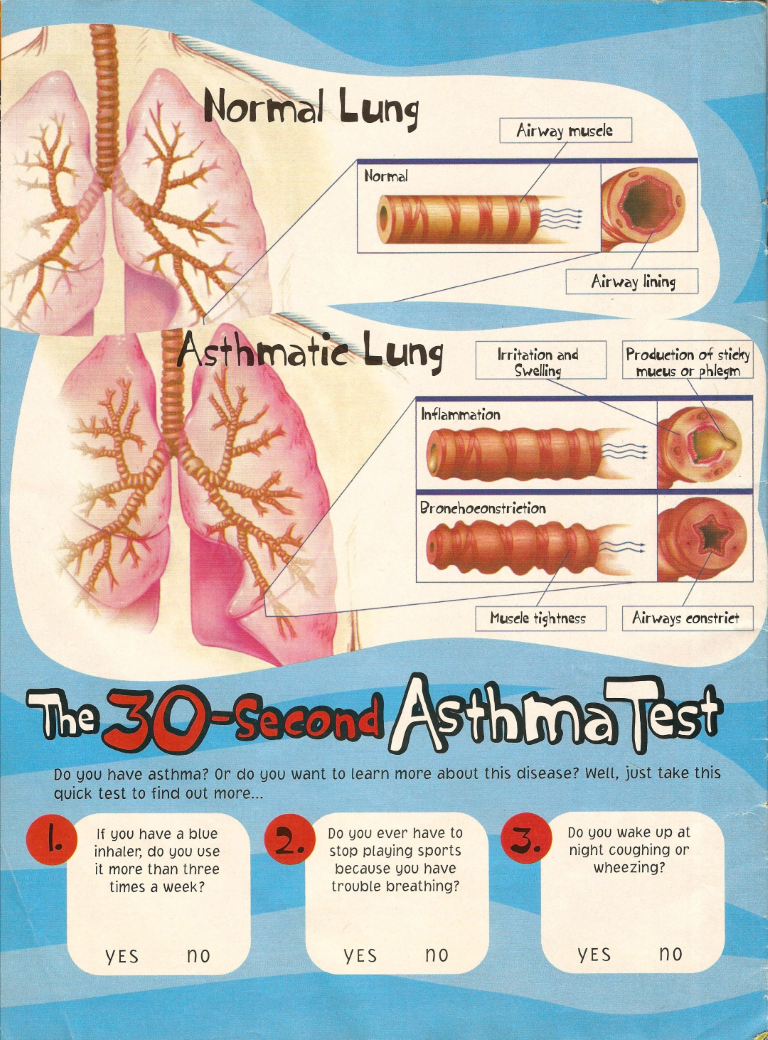 Normal Lung
Airway muscle
Normal
Airway lining
Asthmatic Lung
Irritation and
Swelling
Production of sticky
mucus or phlegm
Inflammation
Bronchoconstriction
Muscle tightness
Airways constrict
The 30-Second Asthma Test
Do you have asthma? Or do you want to learn more about this disease? Well, just take this
quick test to find out more...
1.
If you have a blue
inhaler, do you use
it more than three
times a week?
YES NO
2.
Do you ever have to
stop playing sports
because you have
trouble breathing?
YES NO
3.
Do you wake up at
night coughing or
wheezing?
YES NO